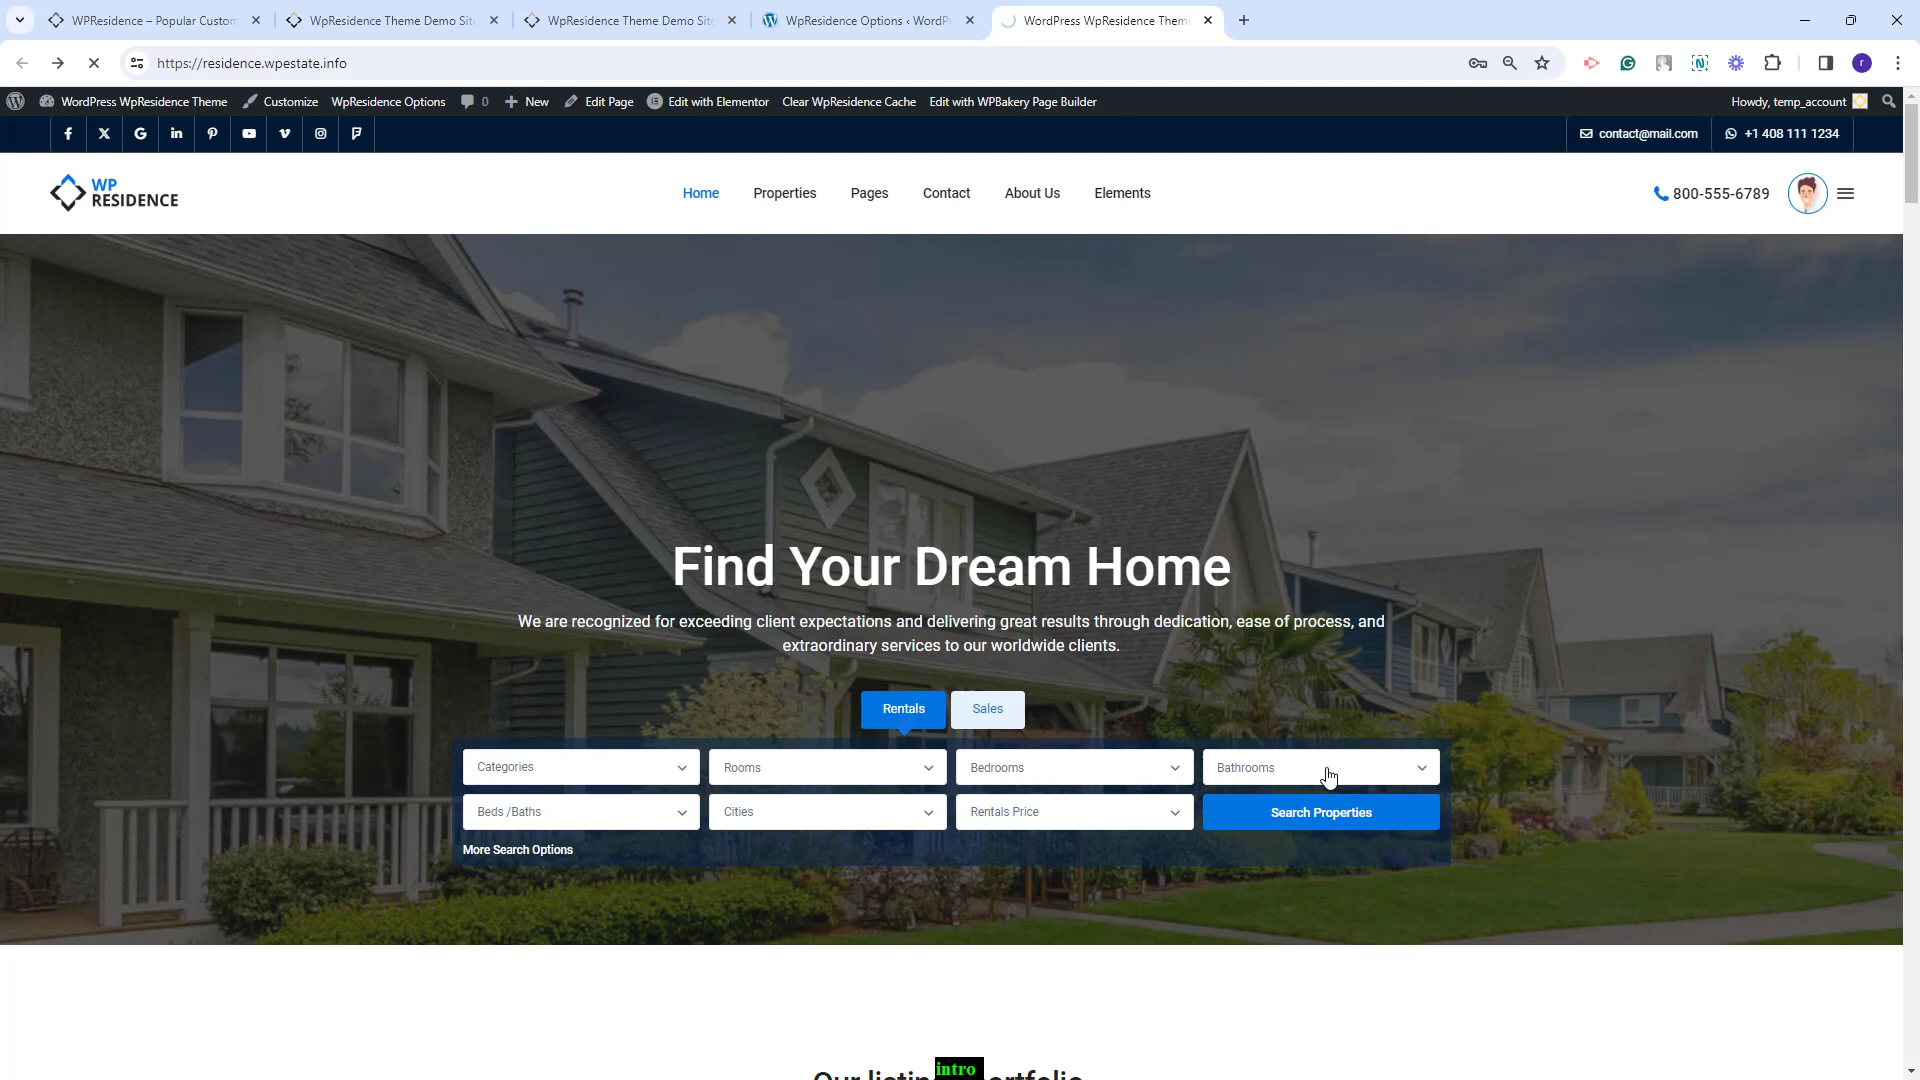 WPResidence – Popular Custom
WpResidence Theme Demo Site
WpResidence Theme Demo Site
WpResidence Options ‹ WordP
WordPress WpResidence Them
https://residence.wpestate.info
WordPress WpResidence Theme
Customize
WpResidence Options
0
New
Edit Page
Edit with Elementor
Clear WpResidence Cache
Edit with WPBakery Page Builder
Howdy, temp_account
contact@mail.com
+1 408 111 1234
WP
RESIDENCE
Home
Properties
Pages
Contact
About Us
Elements
800-555-6789
Find Your Dream Home
We are recognized for exceeding client expectations and delivering great results through dedication, ease of process, and
extraordinary services to our worldwide clients.
Rentals
Sales
Categories
Rooms
Bedrooms
Bathrooms
Beds /Baths
Cities
Rentals Price
Search Properties
More Search Options
Our
intro